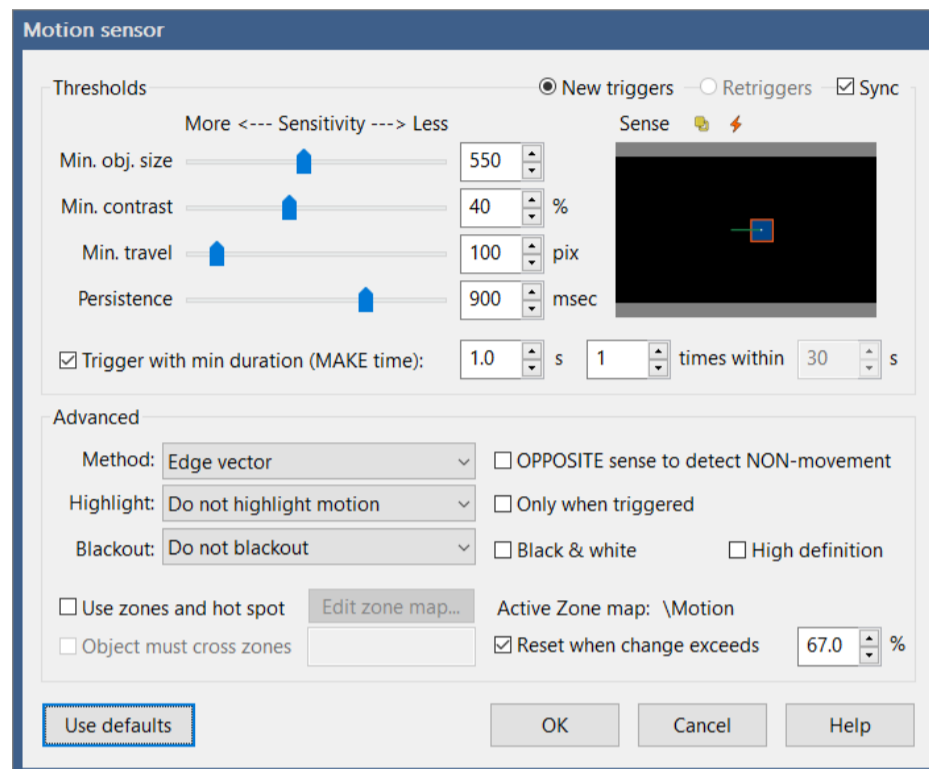 Motion sensor
Thresholds New triggers Retriggers Sync
More <--- Sensitivity ---> Less Sense
Min. obj. size 550
Min. contrast 40 %
Min. travel 100 pix
Persistence 900 msec
Trigger with min duration (MAKE time): 1.0 s 1 times within 30 s
Advanced
Method: Edge vector OPPOSITE sense to detect NON-movement
Highlight: Do not highlight motion Only when triggered
Blackout: Do not blackout Black & white High definition
Use zones and hot spot Edit zone map... Active Zone map: \Motion
Object must cross zones Reset when change exceeds 67.0 %
Use defaults OK Cancel Help